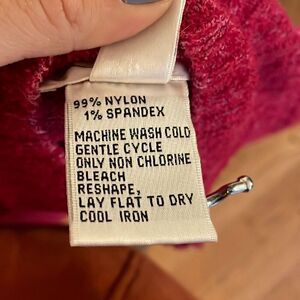 99% NYLON
1% SPANDEX
MACHINE WASH COLD
GENTLE CYCLE
ONLY NON CHLORINE
BLEACH
RESHAPE,
LAY FLAT TO DRY
COOL IRON